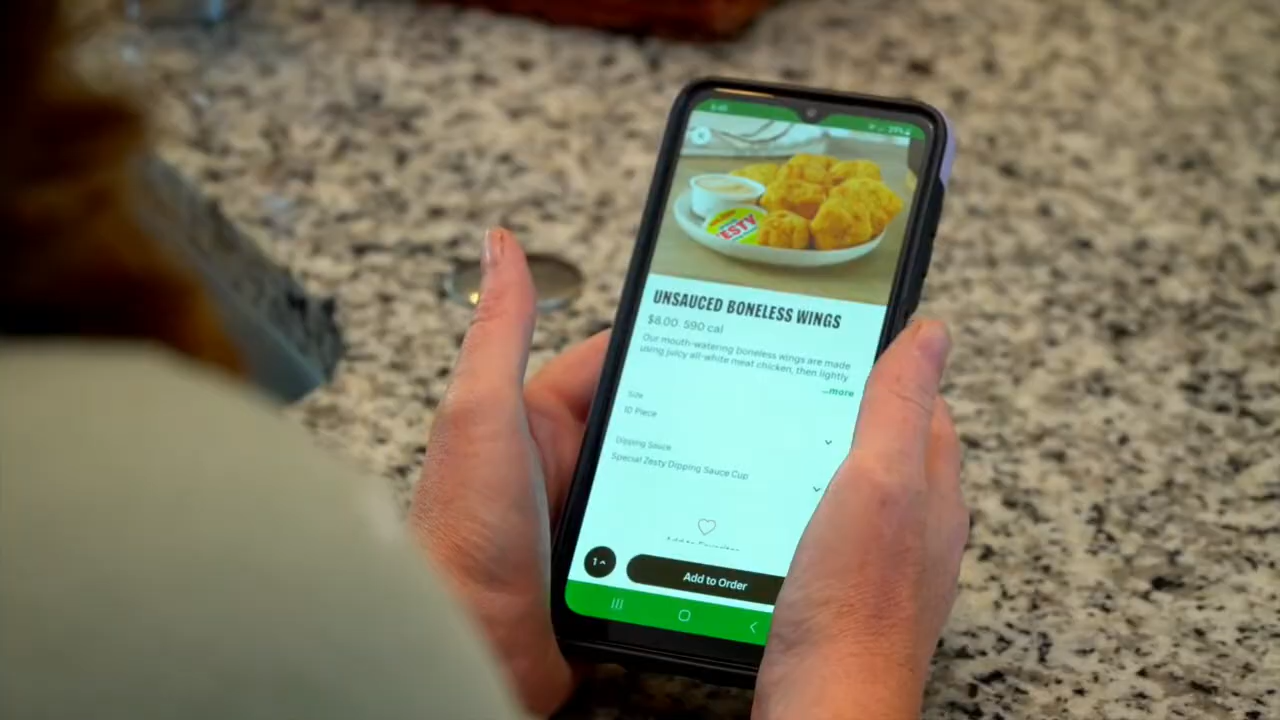 29%
ZESTY
UNSAUCED BONELESS WINGS
$8.00. 590 cal
Our mouth-watering boneless wings are made
using juicy all-white meat chicken, then lightly
...more
Size
10 Piece
Dipping Sauce
Special Zesty Dipping Sauce Cup
1
Add to Order